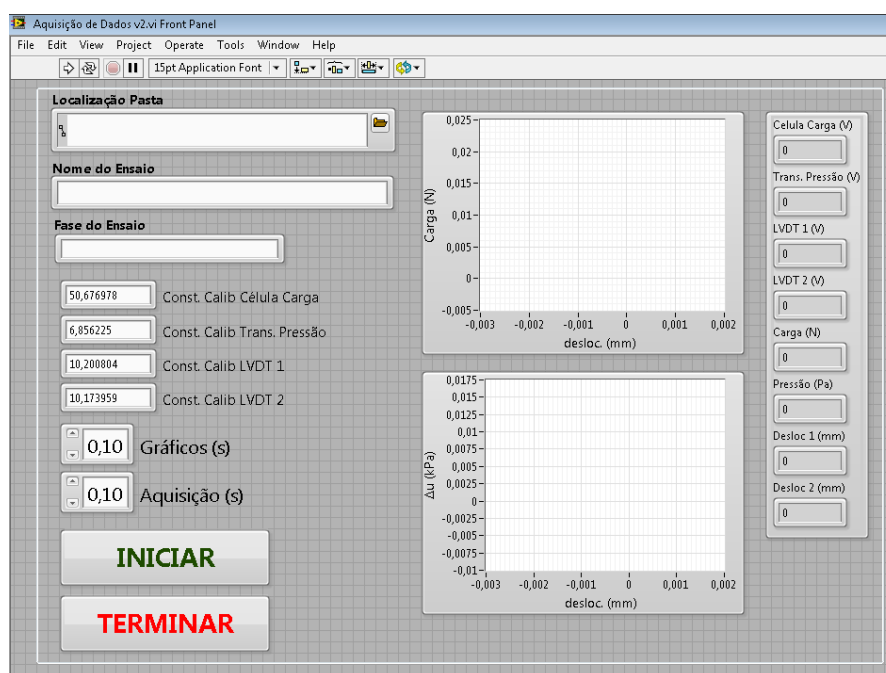 Aquisição de Dados v2.vi Front Panel
File Edit View Project Operate Tools Window Help
15pt Application Font
Localização Pasta
Nome do Ensaio
Fase do Ensaio
50,676978 Const. Calib Célula Carga
6,856225 Const. Calib Trans. Pressão
10,200804 Const. Calib LVDT 1
10,173959 Const. Calib LVDT 2
0,10 Gráficos (s)
0,10 Aquisição (s)
INICIAR
TERMINAR
Carga (N)
0,025
0,02
0,015
0,01
0,005
0
-0,005
-0,003 -0,002 -0,001 0 0,001 0,002
desloc. (mm)
Δu (kPa)
0,0175
0,015
0,0125
0,01
0,0075
0,005
0,0025
0
-0,0025
-0,005
-0,0075
-0,01
-0,003 -0,002 -0,001 0 0,001 0,002
desloc. (mm)
Celula Carga (V)
0
Trans. Pressão (V)
0
LVDT 1 (V)
0
LVDT 2 (V)
0
Carga (N)
0
Pressão (Pa)
0
Desloc 1 (mm)
0
Desloc 2 (mm)
0